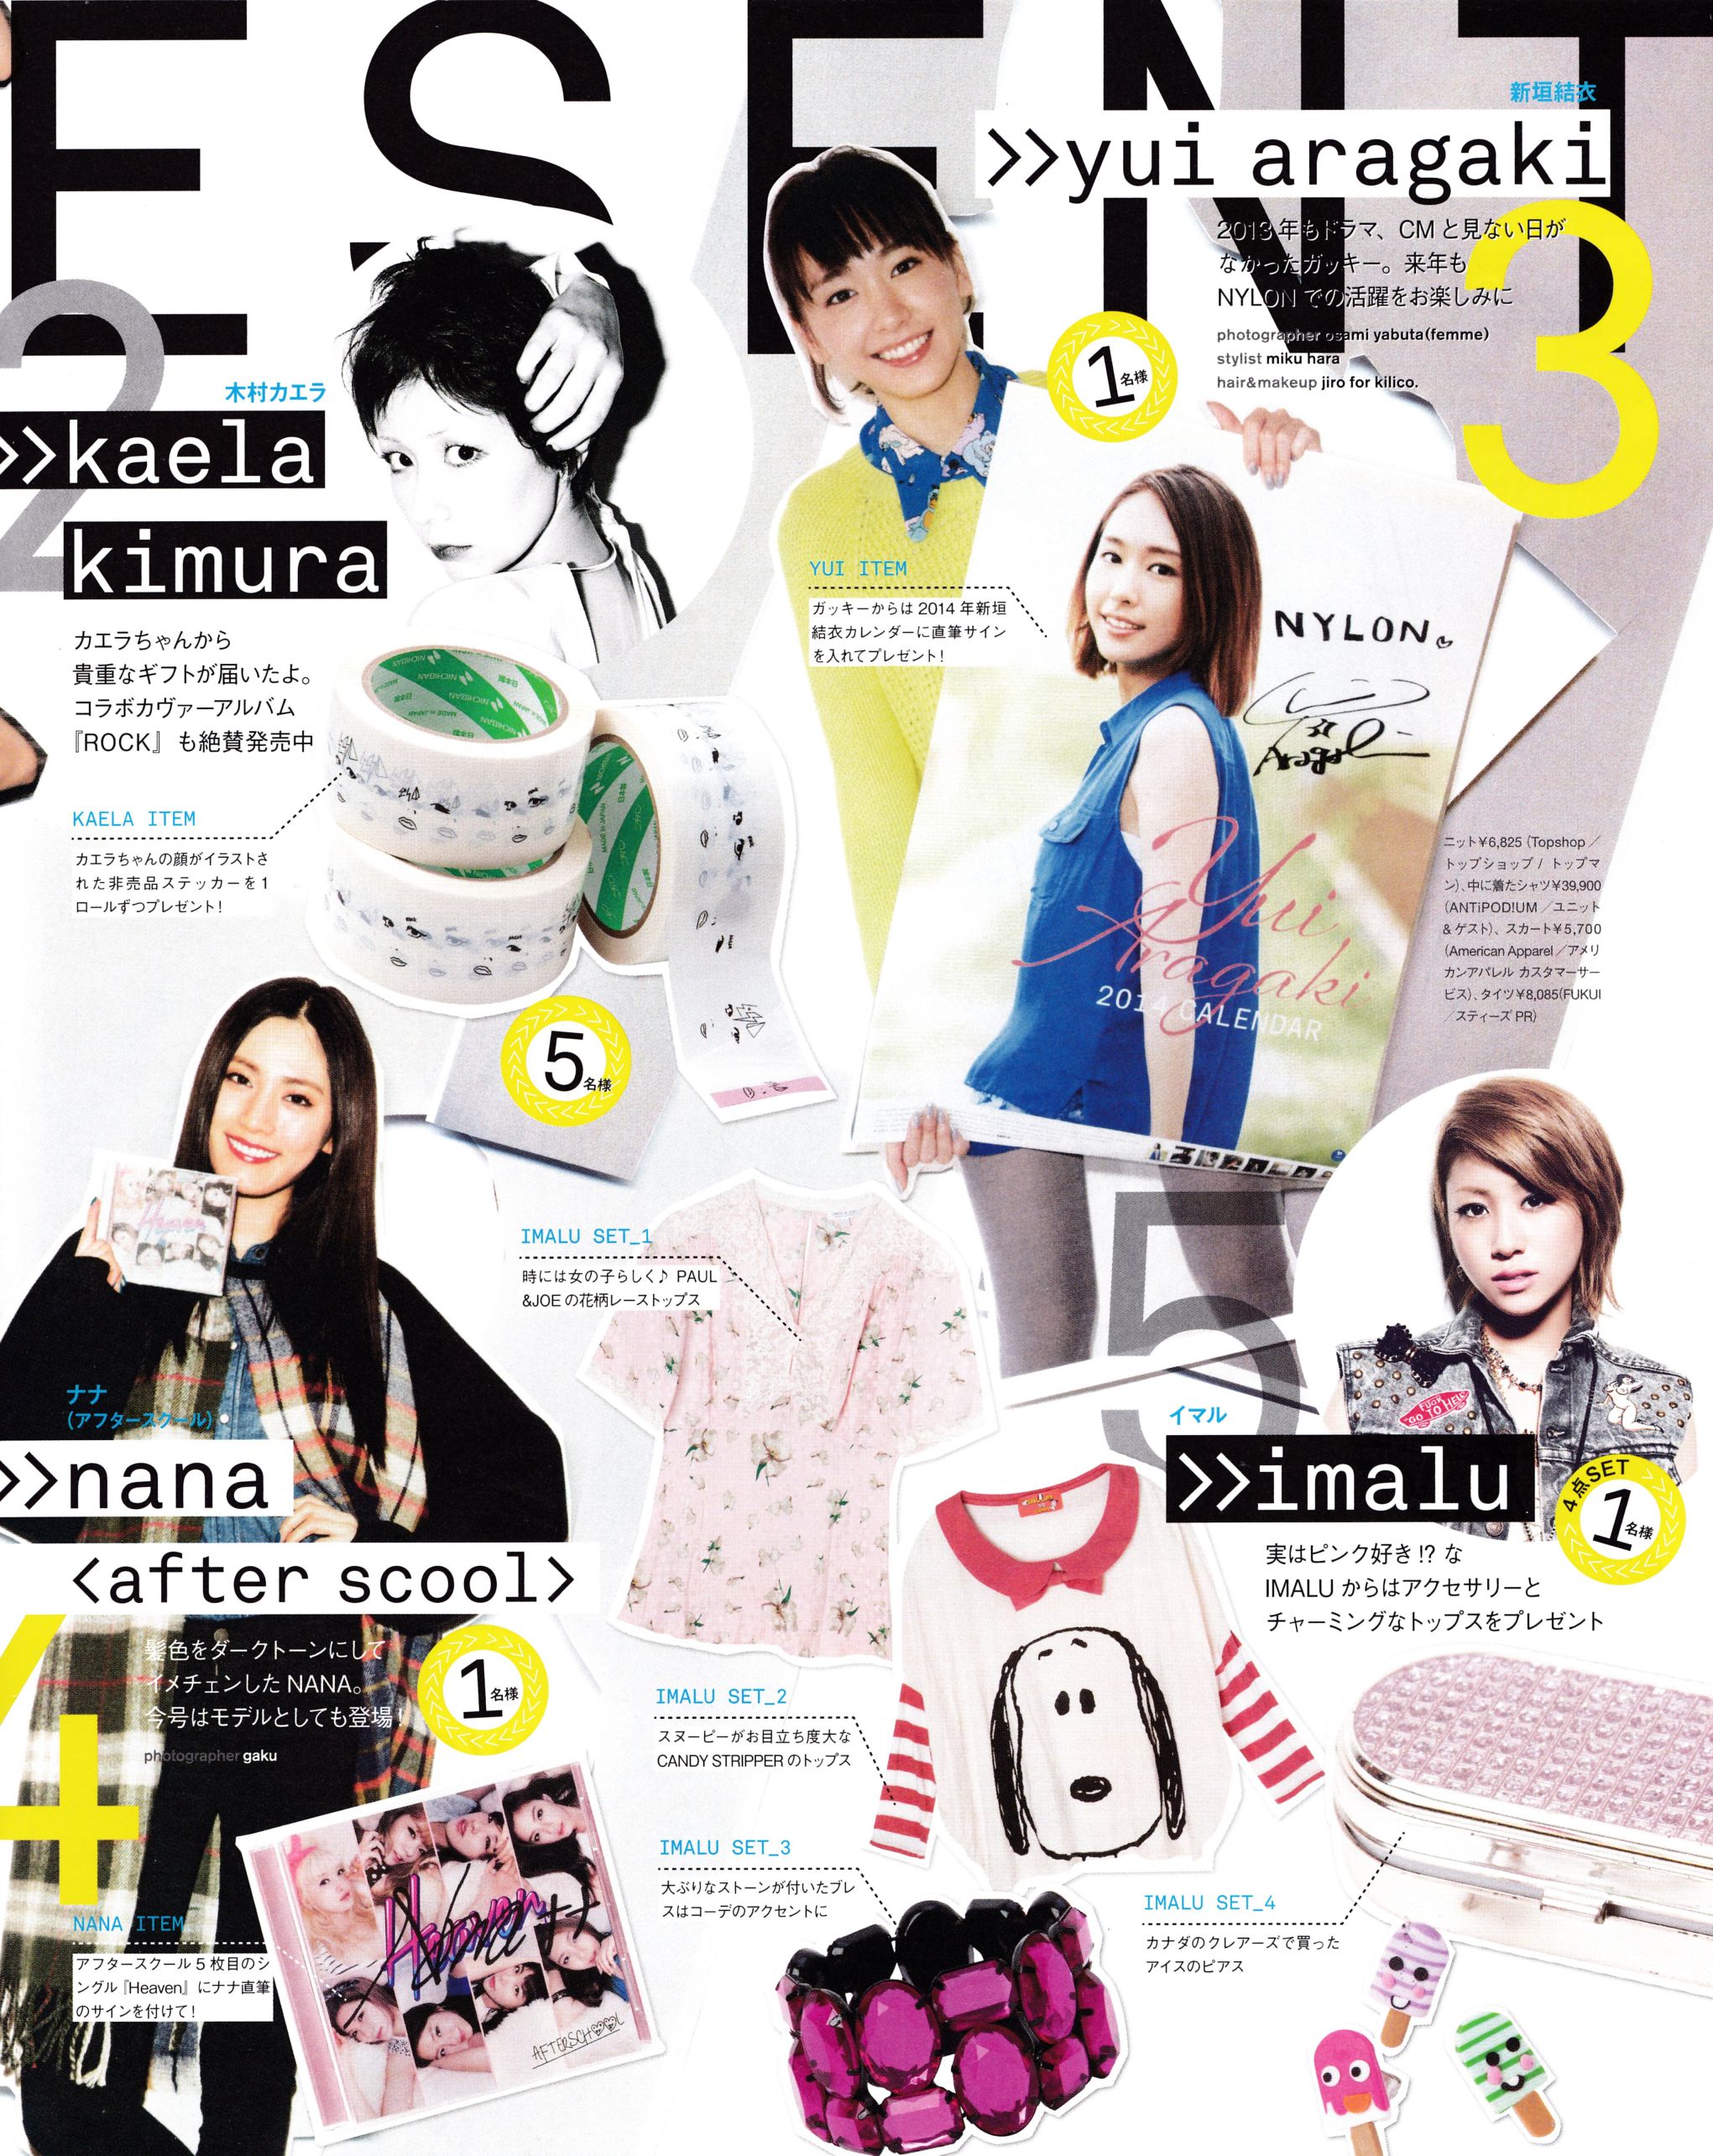 ESENT
2
木村カエラ
>>kaela
kimura
カエラちゃんから
貴重なギフトが届いたよ。
コラボカヴァーアルバム
『ROCK』も絶賛発売中
KAELA ITEM
カエラちゃんの顔がイラストさ
れた非売品ステッカーを1
ロールずつプレゼント!
NICHIBAN
日本製
MADE IN JAPAN
ニチバン
5名様
新垣結衣
>>yui aragaki
3
2013年もドラマ、CMと見ない日が
なかったガッキー。来年も
NYLONでの活躍をお楽しみに
photographer osami yabuta(femme)
stylist miku hara
hair&makeup jiro for kilico.
1名様
YUI ITEM
ガッキーからは2014年新垣
結衣カレンダーに直筆サイン
を入れてプレゼント!
NYLON
Yui
Aragaki
2014 CALENDAR
ニット¥6,825(Topshop/
トップショップ/トップマ
ン)、中に着たシャツ¥39,900
(ANTiPOD!UM/ユニット
&ゲスト)、スカート¥5,700
(American Apparel/アメリ
カンアパレル カスタマーサー
ビス)、タイツ¥8,085(FUKUI
/スティーズPR)
4
ナナ
(アフタースクール)
>>nana
<after scool>
髪色をダークトーンにして
イメチェンしたNANA。
今号はモデルとしても登場!
photographer gaku
1名様
NANA ITEM
アフタースクール5枚目のシ
ングル『Heaven』にナナ直筆
のサインを付けて!
Heaven
ナナ
AFTERSCHOOL
5
イマル
>>imalu
GO TO HELL
4点SET
1名様
実はピンク好き!?な
IMALUからはアクセサリーと
チャーミングなトップスをプレゼント
IMALU SET_1
時には女の子らしく♪ PAUL
&JOEの花柄レーストップス
IMALU SET_2
スヌーピーがお目立ち度大な
CANDY STRIPPERのトップス
IMALU SET_3
大ぶりなストーンが付いたブレ
スはコーデのアクセントに
IMALU SET_4
カナダのクレアーズで買った
アイスのピアス